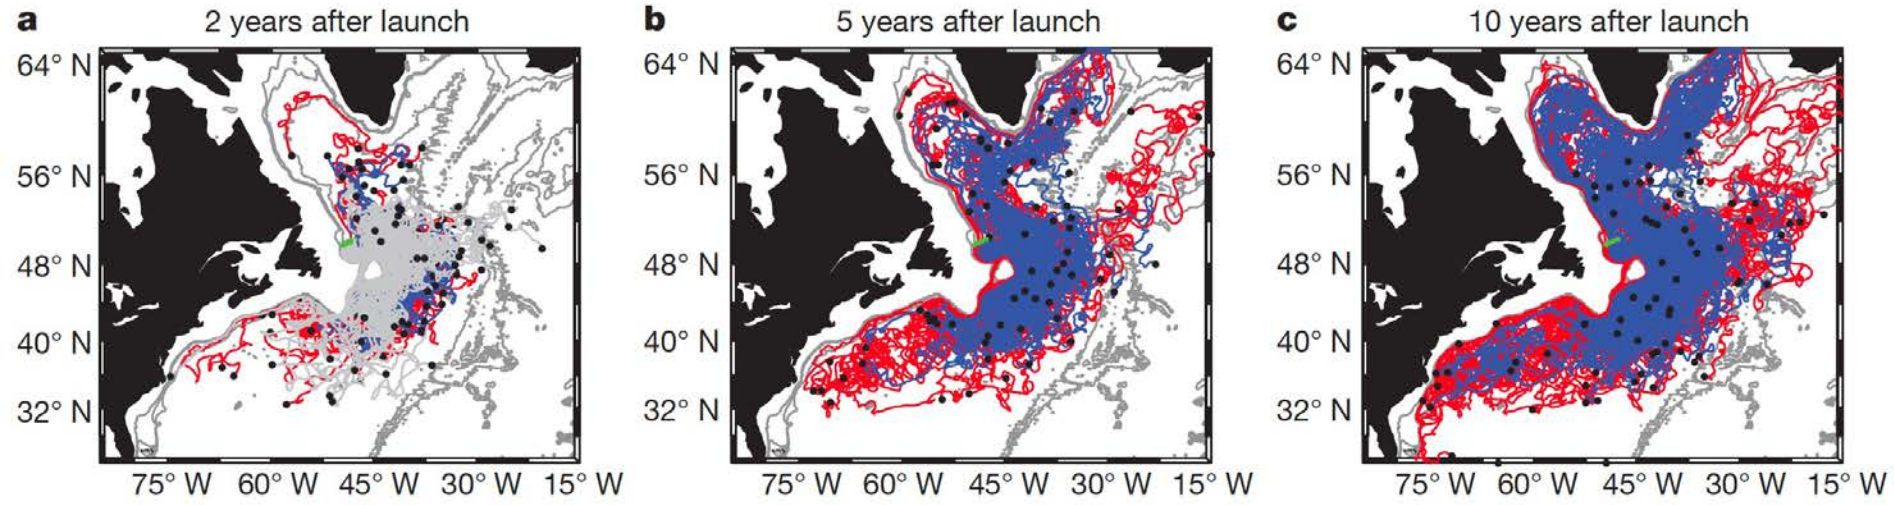 a 2 years after launch
64° N
56° N
48° N
40° N
32° N
75° W 60° W 45° W 30° W 15° W
b 5 years after launch
64° N
56° N
48° N
40° N
32° N
75° W 60° W 45° W 30° W 15° W
c 10 years after launch
64° N
56° N
48° N
40° N
32° N
75° W 60° W 45° W 30° W 15° W